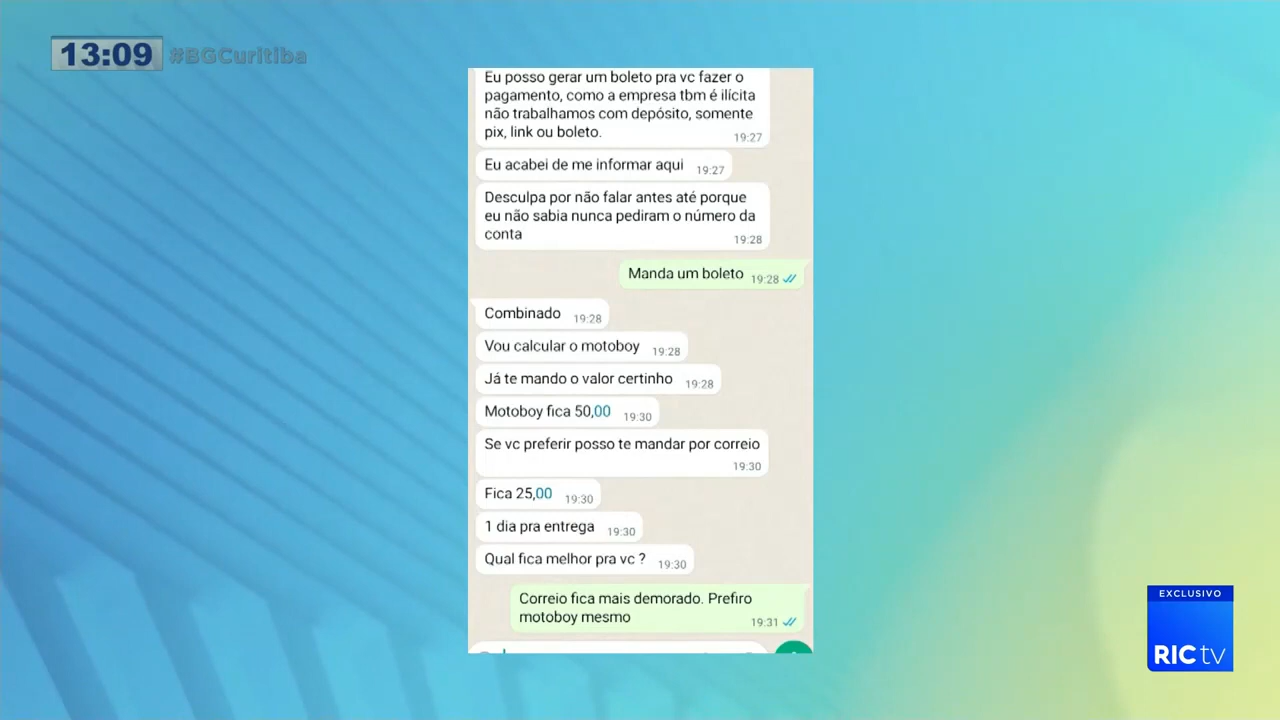 13:09 #BGCuritiba
Eu posso gerar um boleto pra vc fazer o
pagamento, como a empresa tbm é ilícita
não trabalhamos com depósito, somente
pix, link ou boleto.
19:27
Eu acabei de me informar aqui 19:27
Desculpa por não falar antes até porque
eu não sabia nunca pediram o número da
conta 19:28
Manda um boleto 19:28
Combinado 19:28
Vou calcular o motoboy 19:28
Já te mando o valor certinho 19:28
Motoboy fica 50,00 19:30
Se vc preferir posso te mandar por correio
19:30
Fica 25,00 19:30
1 dia pra entrega 19:30
Qual fica melhor pra vc ? 19:30
Correio fica mais demorado. Prefiro
motoboy mesmo 19:31
EXCLUSIVO
RIC tv